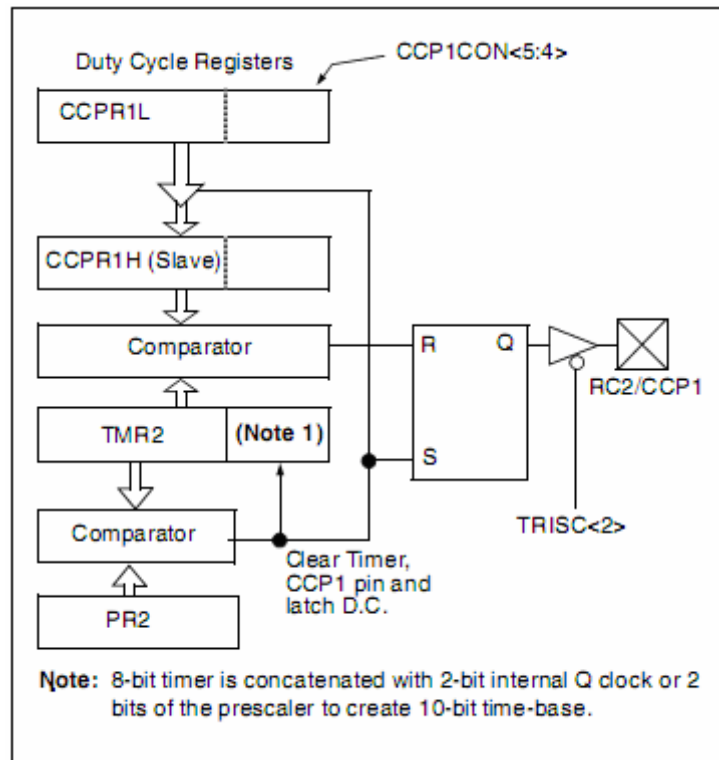 Duty Cycle Registers
CCP1CON<5:4>
CCPR1L
CCPR1H (Slave)
Comparator
R
Q
RC2/CCP1
TMR2
(Note 1)
S
TRISC<2>
Comparator
Clear Timer,
CCP1 pin and
latch D.C.
PR2
Note: 8-bit timer is concatenated with 2-bit internal Q clock or 2
bits of the prescaler to create 10-bit time-base.